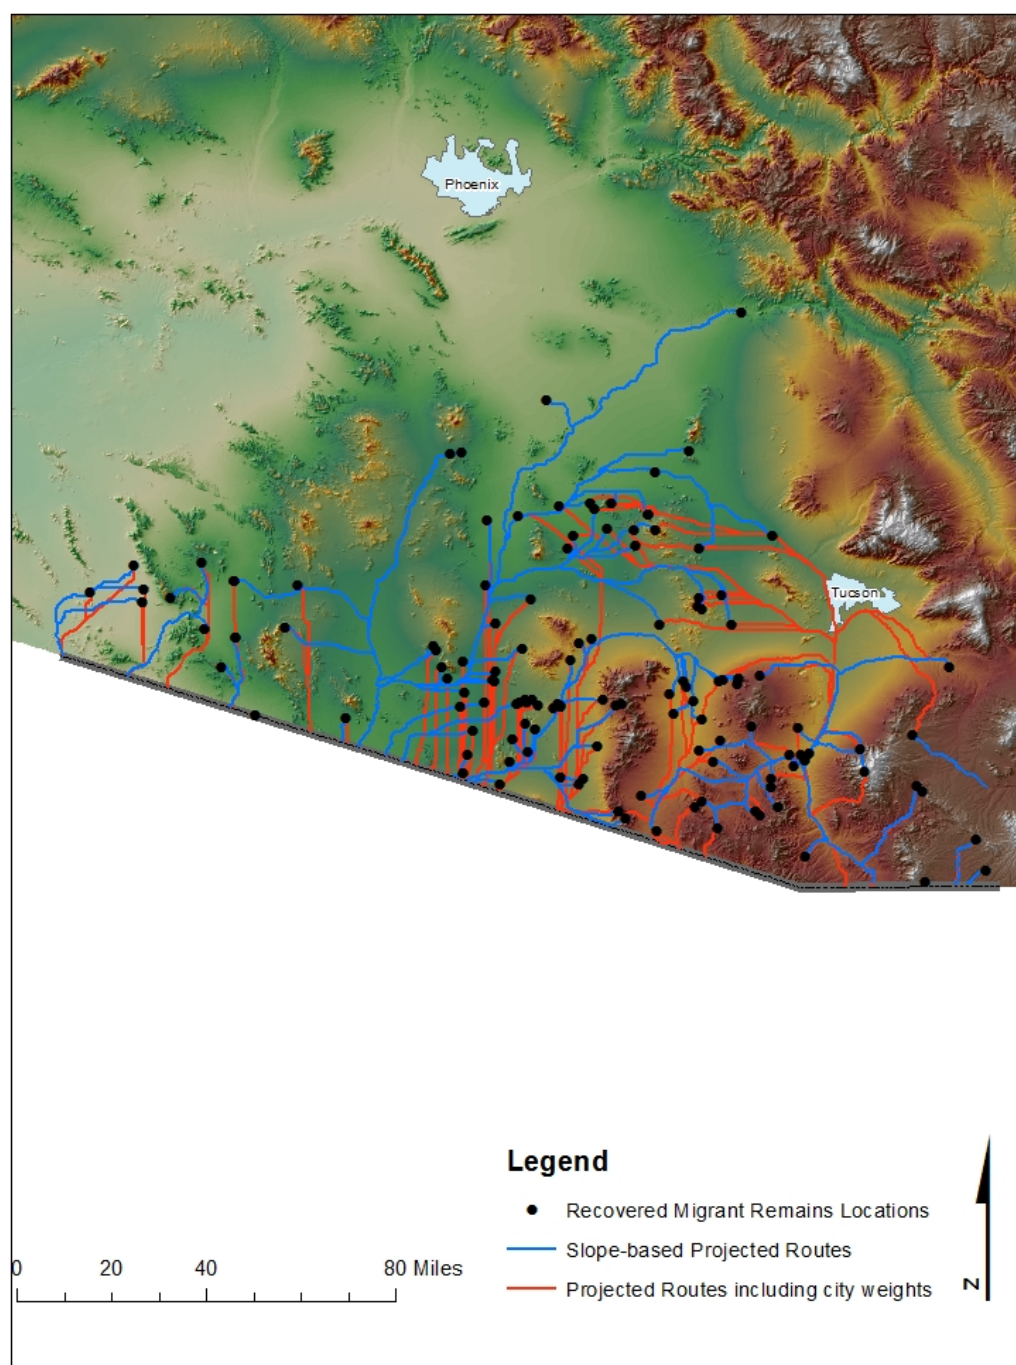 Phoenix
Tucson
Legend
Recovered Migrant Remains Locations
Slope-based Projected Routes
Projected Routes including city weights
0 20 40 80 Miles
N